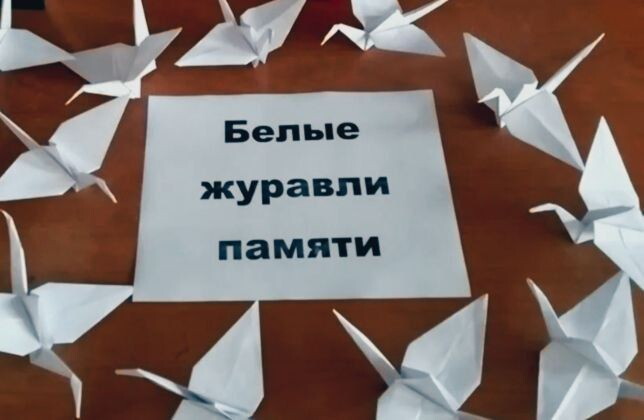 Белые
журавли
памяти